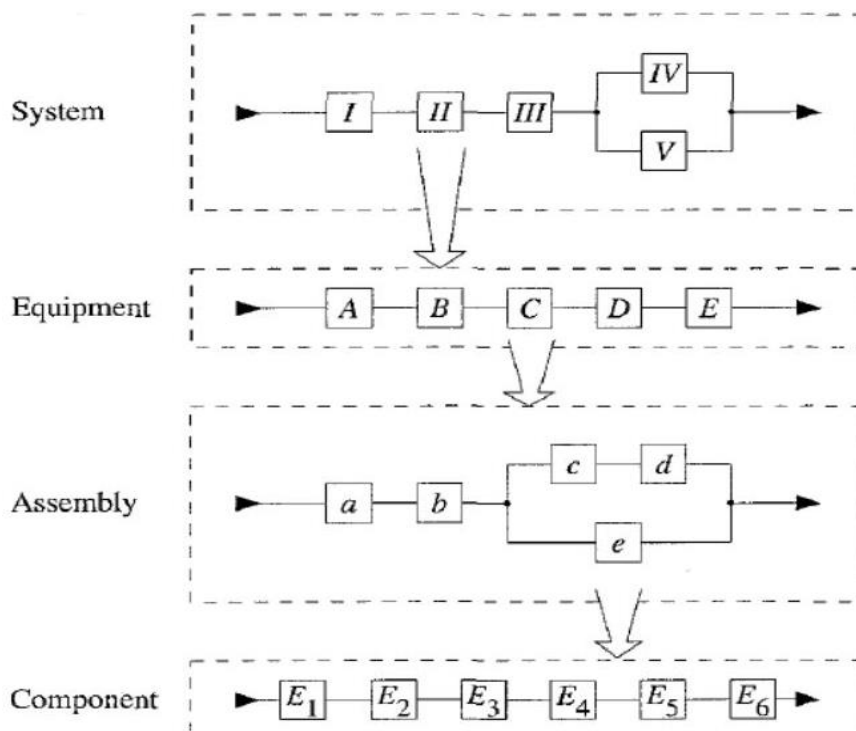 IV
System
I II III
V
Equipment
A B C D E
c d
Assembly
a b
e
Component
E1 E2 E3 E4 E5 E6